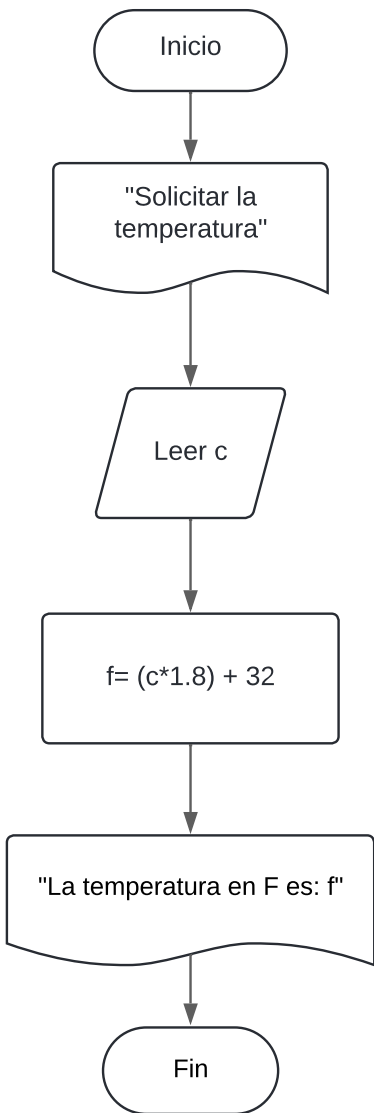 Inicio
"Solicitar la
temperatura"
Leer c
f= (c*1.8) + 32
"La temperatura en F es: f"
Fin